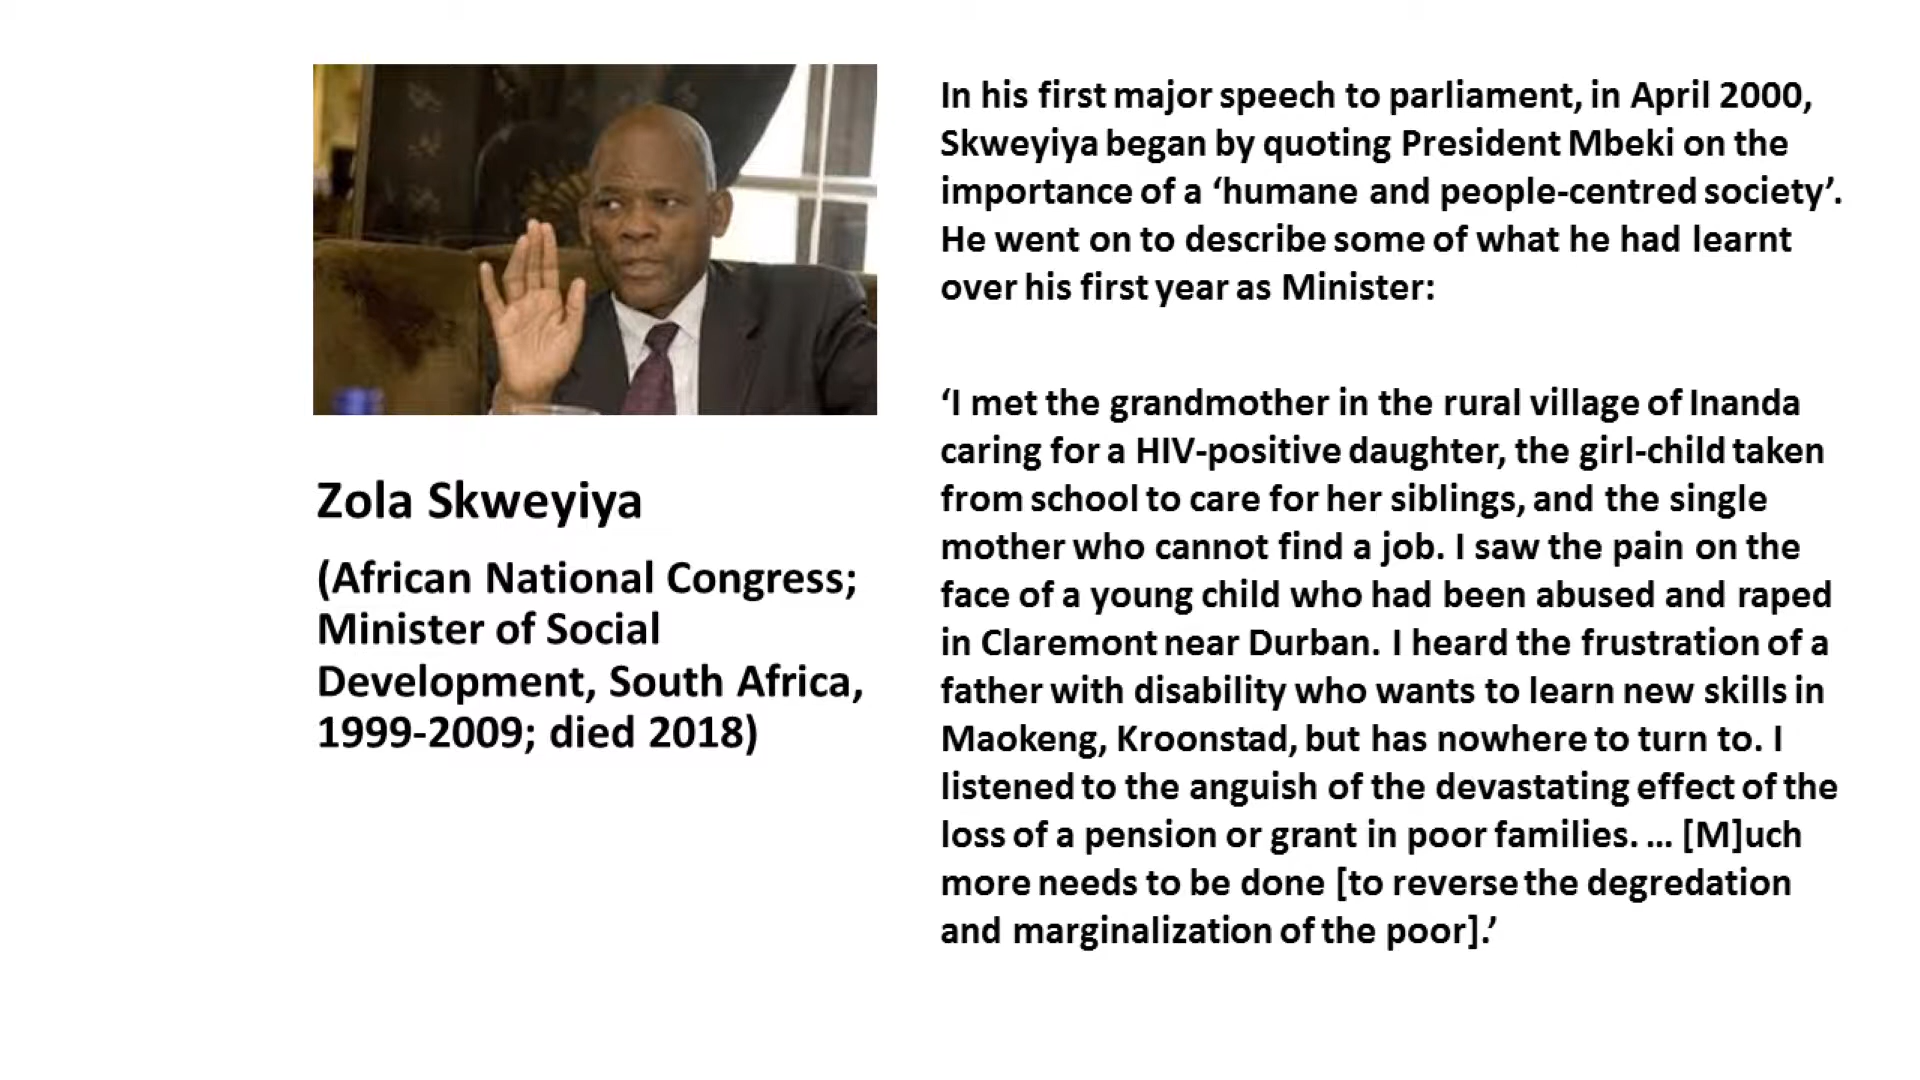 Zola Skweyiya
(African National Congress;
Minister of Social
Development, South Africa,
1999-2009; died 2018)
In his first major speech to parliament, in April 2000,
Skweyiya began by quoting President Mbeki on the
importance of a ‘humane and people-centred society’.
He went on to describe some of what he had learnt
over his first year as Minister:
‘I met the grandmother in the rural village of Inanda
caring for a HIV-positive daughter, the girl-child taken
from school to care for her siblings, and the single
mother who cannot find a job. I saw the pain on the
face of a young child who had been abused and raped
in Claremont near Durban. I heard the frustration of a
father with disability who wants to learn new skills in
Maokeng, Kroonstad, but has nowhere to turn to. I
listened to the anguish of the devastating effect of the
loss of a pension or grant in poor families. … [M]uch
more needs to be done [to reverse the degredation
and marginalization of the poor].’